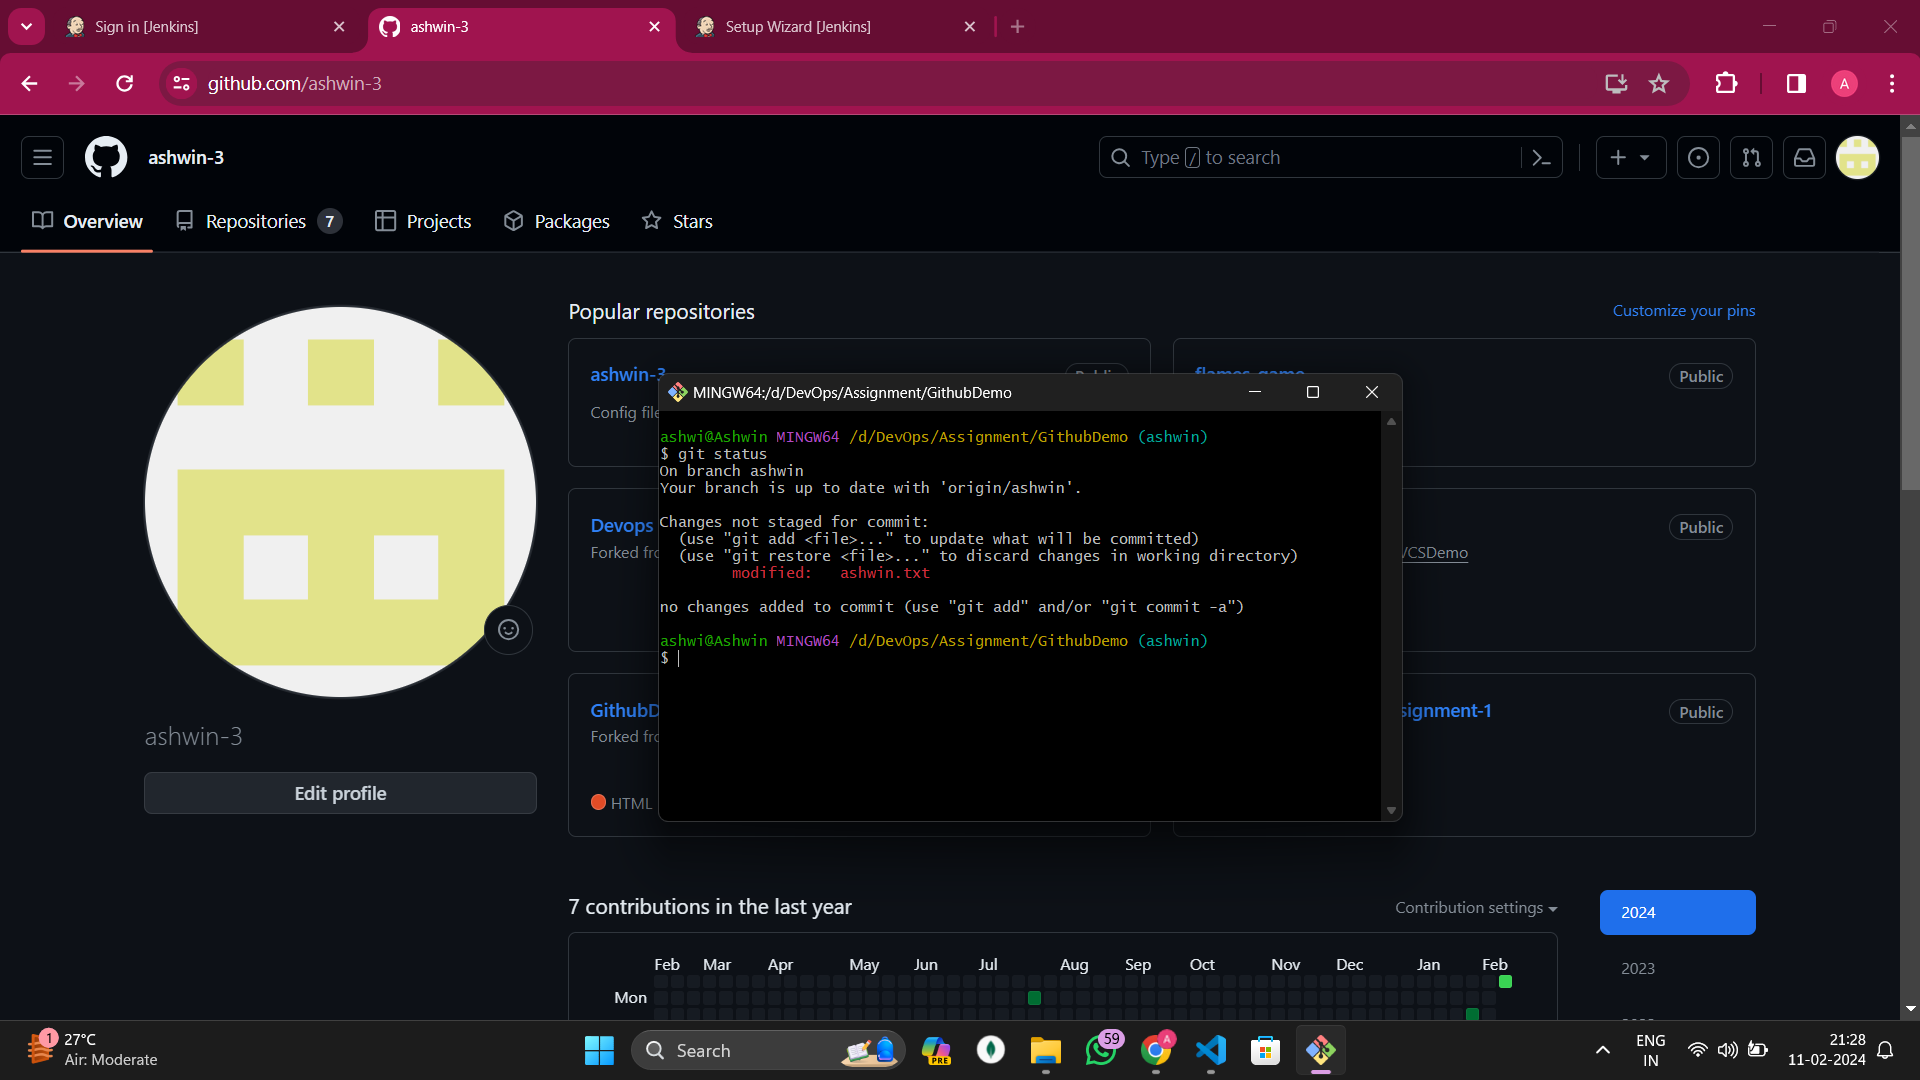 Sign in [Jenkins]
ashwin-3
Setup Wizard [Jenkins]
github.com/ashwin-3
A
ashwin-3
Type / to search
Overview
Repositories 7
Projects
Packages
Stars
Popular repositories
Customize your pins
ashwin-3
Public
Config file
flames-game
Public
MINGW64:/d/DevOps/Assignment/GithubDemo
ashwi@Ashwin MINGW64 /d/DevOps/Assignment/GithubDemo (ashwin)
$ git status
On branch ashwin
Your branch is up to date with 'origin/ashwin'.
Changes not staged for commit:
(use "git add <file>..." to update what will be committed)
(use "git restore <file>..." to discard changes in working directory)
modified: ashwin.txt
no changes added to commit (use "git add" and/or "git commit -a")
ashwi@Ashwin MINGW64 /d/DevOps/Assignment/GithubDemo (ashwin)
$
Devops
Forked fro
Public
/CSDemo
GithubD
Forked fro
HTML
signment-1
Public
ashwin-3
Edit profile
7 contributions in the last year
Contribution settings
2024
2023
Feb Mar Apr May Jun Jul Aug Sep Oct Nov Dec Jan Feb
Mon
1
27°C
Air: Moderate
Search
PRE
59
A
ENG
IN
21:28
11-02-2024